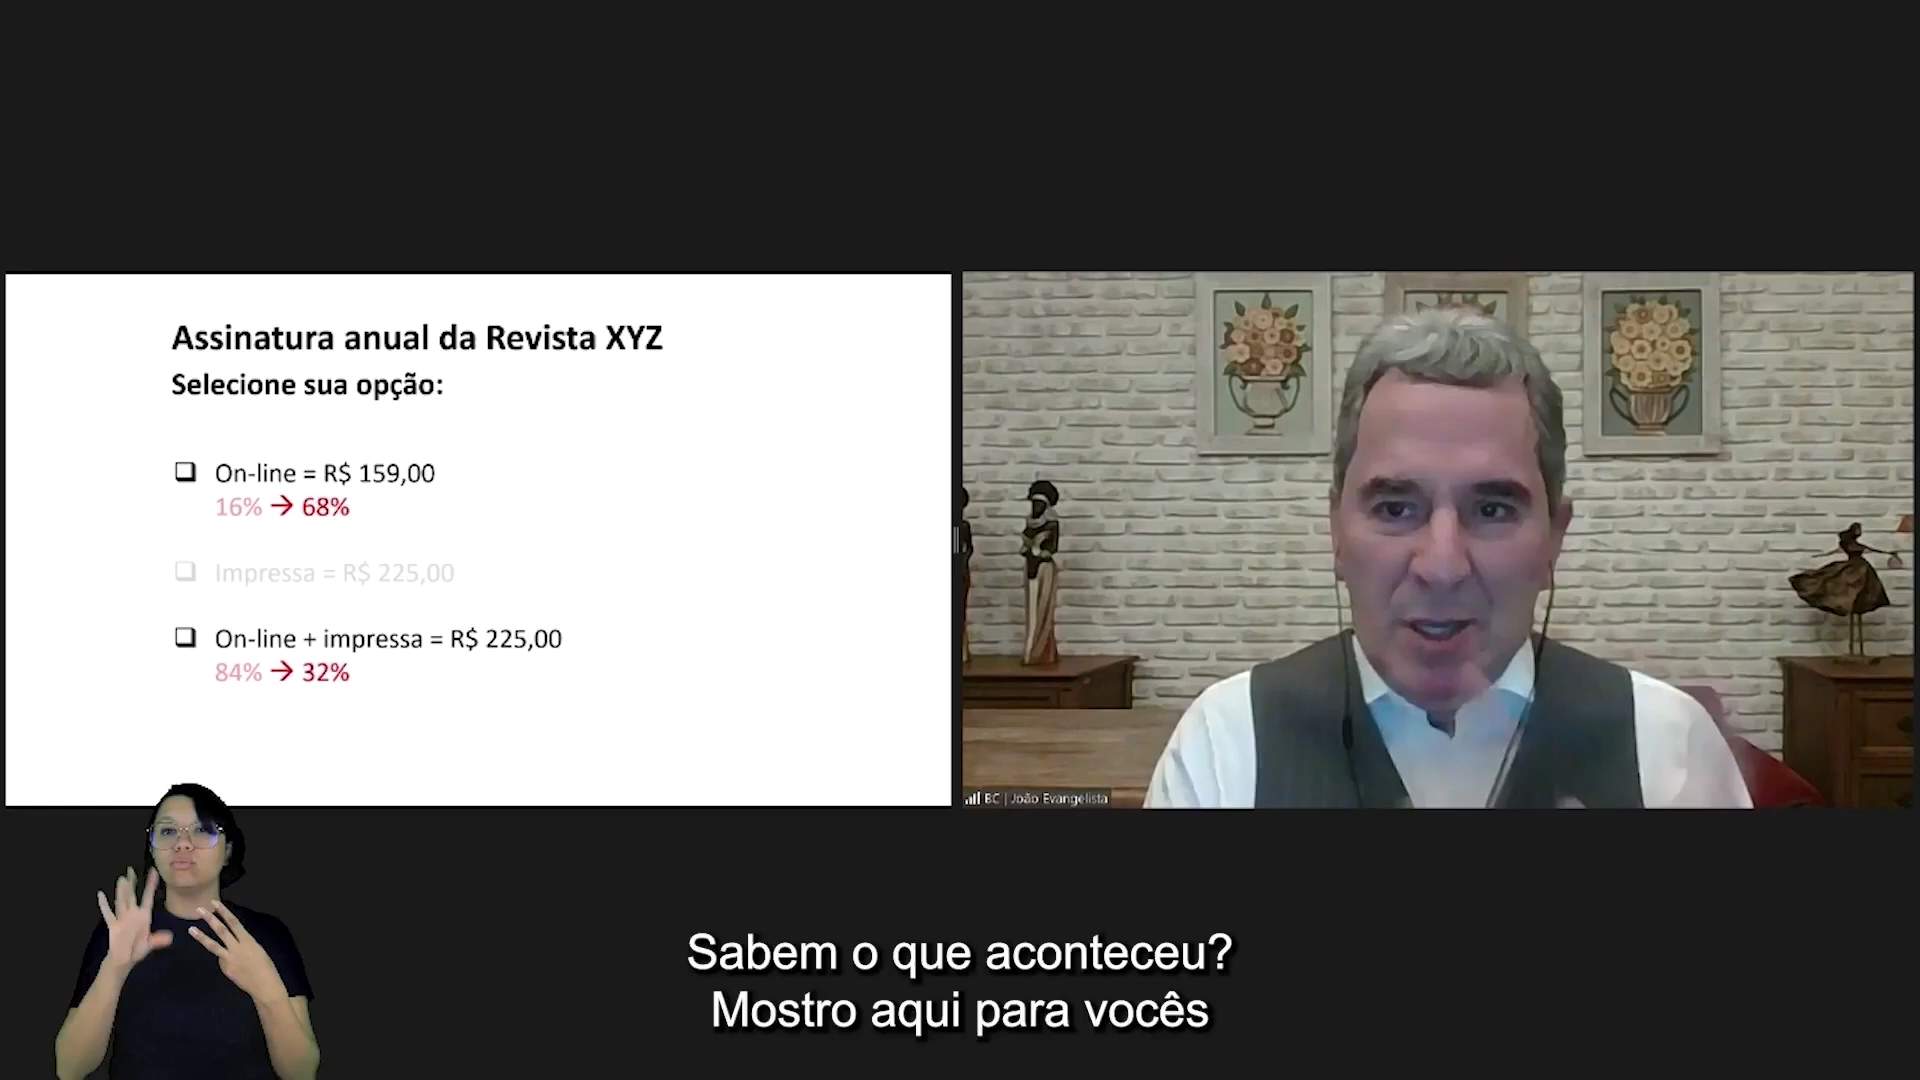 Assinatura anual da Revista XYZ
Selecione sua opção:
On-line = R$ 159,00
16% → 68%
Impressa = R$ 225,00
On-line + impressa = R$ 225,00
84% → 32%
BC | João Evangelista
Sabem o que aconteceu?
Mostro aqui para vocês